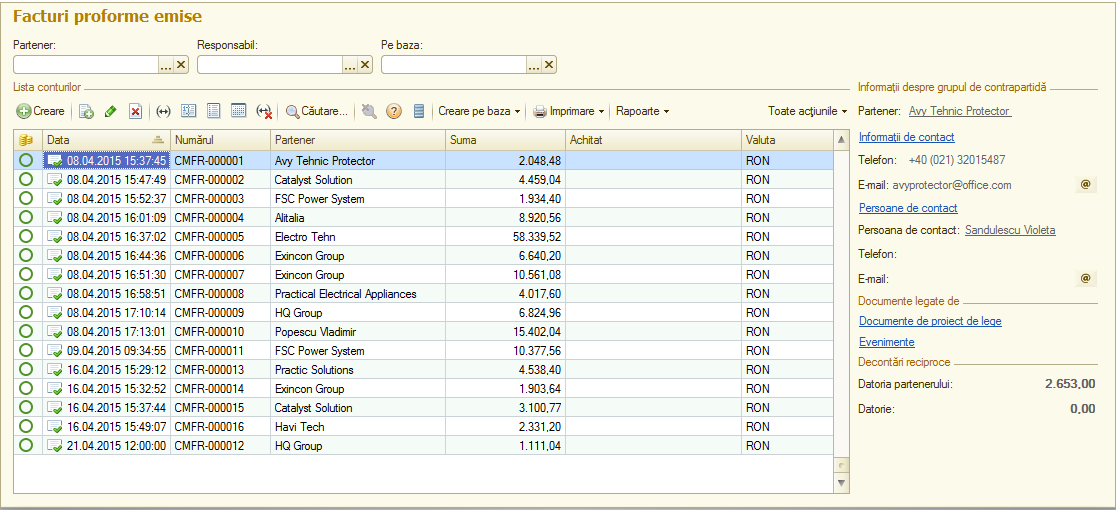 Facturi proforme emise
Partener: Responsabil: Pe baza:
... x ... x ... x
Lista conturilor
Creare Căutare... Creare pe baza Imprimare Rapoarte Toate acțiunile
Data Numărul Partener Suma Achitat Valuta
08.04.2015 15:37:45 CMFR-000001 Avy Tehnic Protector 2.048,48 RON
08.04.2015 15:47:49 CMFR-000002 Catalyst Solution 4.459,04 RON
08.04.2015 15:52:37 CMFR-000003 FSC Power System 1.934,40 RON
08.04.2015 16:01:09 CMFR-000004 Alitalia 8.920,56 RON
08.04.2015 16:37:02 CMFR-000005 Electro Tehn 58.339,52 RON
08.04.2015 16:44:36 CMFR-000006 Exincon Group 6.640,20 RON
08.04.2015 16:51:30 CMFR-000007 Exincon Group 10.561,08 RON
08.04.2015 16:58:51 CMFR-000008 Practical Electrical Appliances 4.017,60 RON
08.04.2015 17:10:14 CMFR-000009 HQ Group 6.824,96 RON
08.04.2015 17:13:01 CMFR-000010 Popescu Vladimir 15.402,04 RON
09.04.2015 09:34:55 CMFR-000011 FSC Power System 10.377,56 RON
16.04.2015 15:29:12 CMFR-000013 Practic Solutions 4.538,40 RON
16.04.2015 15:32:52 CMFR-000014 Exincon Group 1.903,64 RON
16.04.2015 15:37:44 CMFR-000015 Catalyst Solution 3.100,77 RON
16.04.2015 15:49:07 CMFR-000016 Havi Tech 2.331,20 RON
21.04.2015 12:00:00 CMFR-000012 HQ Group 1.111,04 RON
Informații despre grupul de contrapartidă
Partener: Avy Tehnic Protector
Informații de contact
Telefon: +40 (021) 32015487
E-mail: avyprotector@office.com @
Persoane de contact
Persoana de contact: Sandulescu Violeta
Telefon:
E-mail: @
Documente legate de
Documente de proiect de lege
Evenimente
Decontări reciproce
Datoria partenerului: 2.653,00
Datorie: 0,00